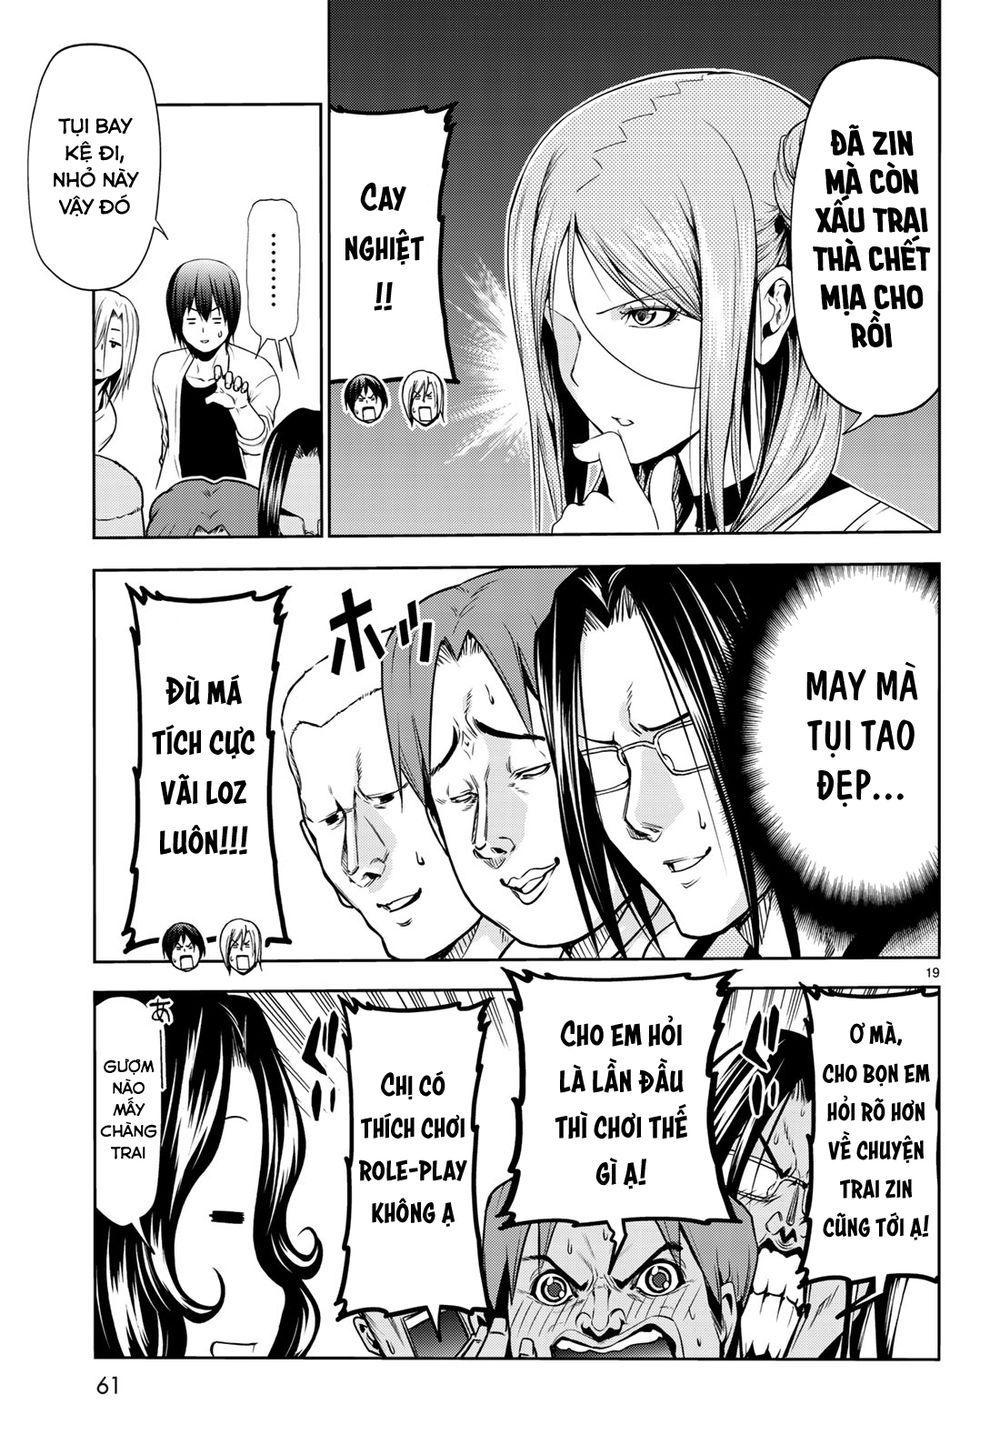 ĐÃ ZIN
MÀ CÒN
XẤU TRAI
THÀ CHẾT
MỊA CHO
RỒI
CAY
NGHIỆT
!!
.........
TỤI BAY
KỆ ĐI,
NHỎ NÀY
VẬY ĐÓ
MAY MÀ
TỤI TAO
ĐẸP...
ホッ
ĐÙ MÁ
TÍCH CỰC
VÃI LOZ
LUÔN!!!
19
Ơ MÀ,
CHO BỌN EM
HỎI RÕ HƠN
VỀ CHUYỆN
TRAI ZIN
CŨNG TỚI Ạ!
CHO EM HỎI
LÀ LẦN ĐẦU
THÌ CHƠI THẾ
GÌ Ạ!
CHỊ CÓ
THÍCH CHƠI
ROLE-PLAY
KHÔNG Ạ
GƯỢM
NÀO
MẤY
CHÀNG
TRAI
61